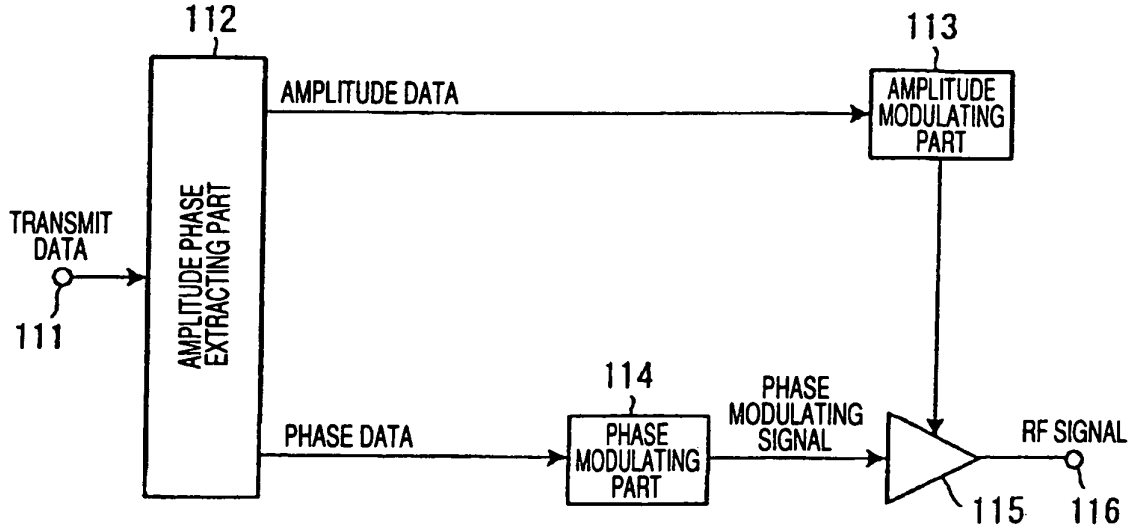 112
113
AMPLITUDE DATA
AMPLITUDE
MODULATING
PART
TRANSMIT
DATA
111
AMPLITUDE PHASE
EXTRACTING PART
PHASE DATA
114
PHASE
MODULATING
PART
PHASE
MODULATING
SIGNAL
115
RF SIGNAL
116